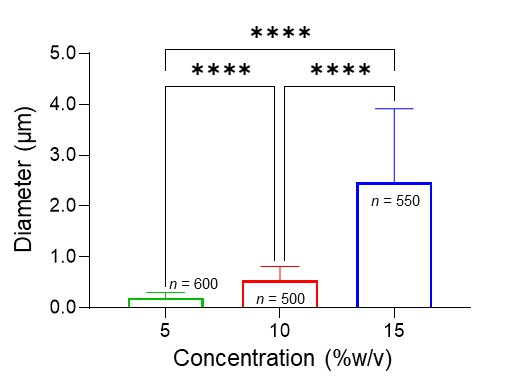 ****
****
****
5.0
4.0
3.0
2.0
1.0
0.0
Diameter (μm)
n = 600
n = 500
n = 550
5
10
15
Concentration (%w/v)